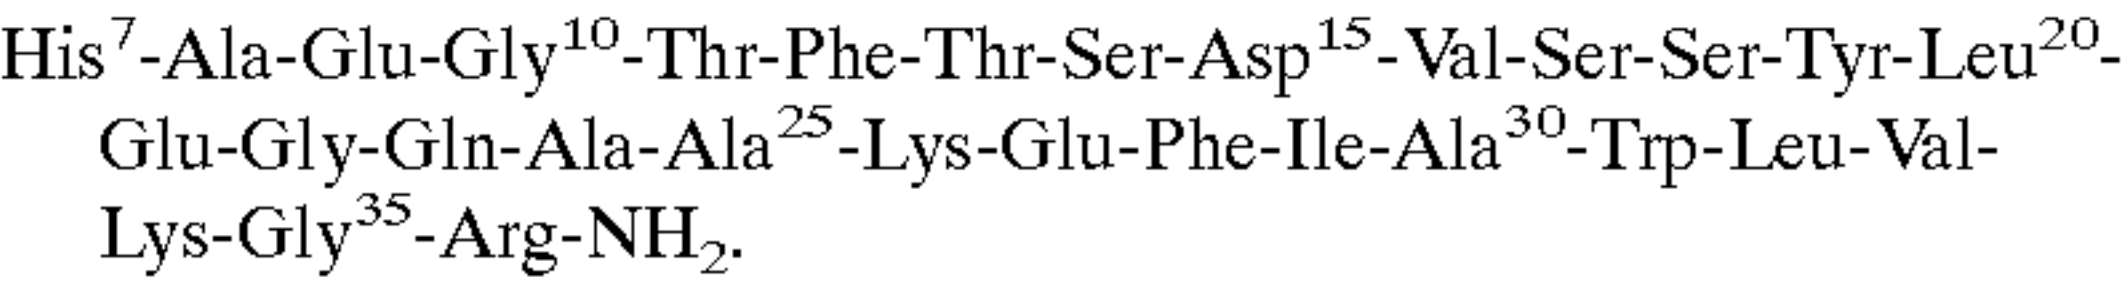 His⁷-Ala-Glu-Gly¹⁰-Thr-Phe-Thr-Ser-Asp¹⁵-Val-Ser-Ser-Tyr-Leu²⁰-
Glu-Gly-Gln-Ala-Ala²⁵-Lys-Glu-Phe-Ile-Ala³⁰-Trp-Leu-Val-
Lys-Gly³⁵-Arg-NH₂.